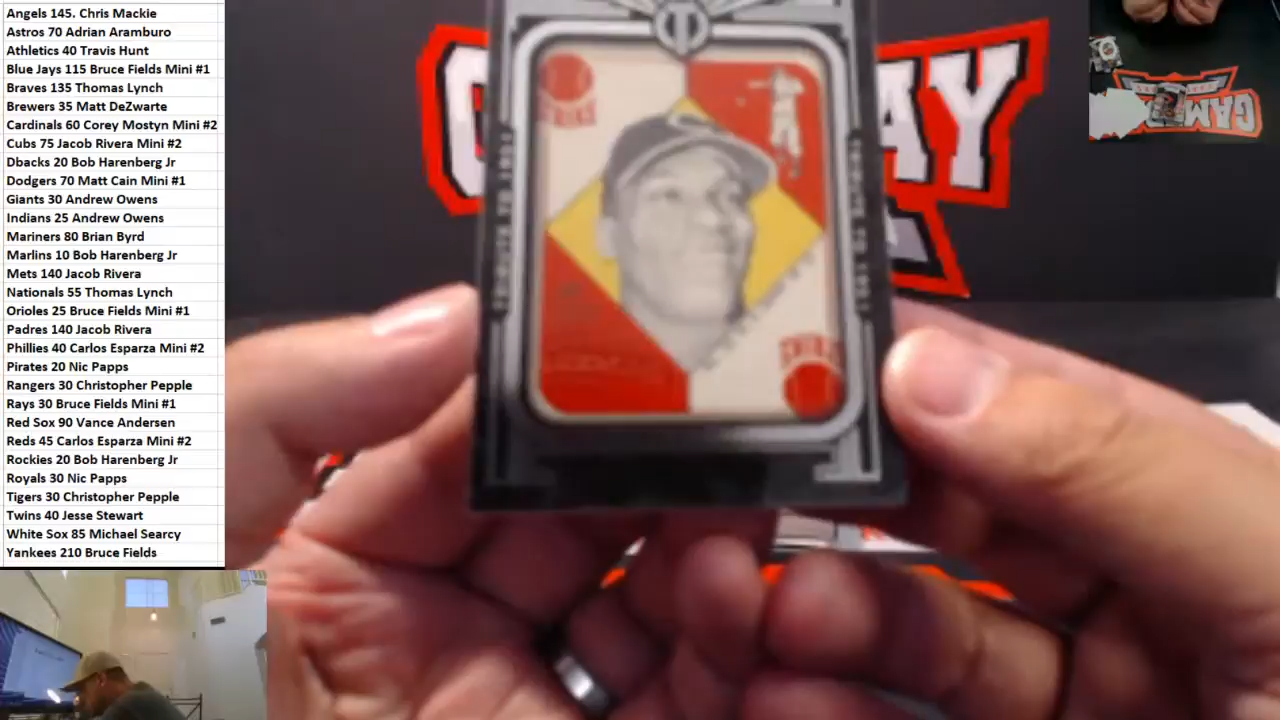 Angels 145. Chris Mackie
Astros 70 Adrian Aramburo
Athletics 40 Travis Hunt
Blue Jays 115 Bruce Fields Mini #1
Braves 135 Thomas Lynch
Brewers 35 Matt DeZwarte
Cardinals 60 Corey Mostyn Mini #2
Cubs 75 Jacob Rivera Mini #2
Dbacks 20 Bob Harenberg Jr
Dodgers 70 Matt Cain Mini #1
Giants 30 Andrew Owens
Indians 25 Andrew Owens
Mariners 80 Brian Byrd
Marlins 10 Bob Harenberg Jr
Mets 140 Jacob Rivera
Nationals 55 Thomas Lynch
Orioles 25 Bruce Fields Mini #1
Padres 140 Jacob Rivera
Phillies 40 Carlos Esparza Mini #2
Pirates 20 Nic Papps
Rangers 30 Christopher Pepple
Rays 30 Bruce Fields Mini #1
Red Sox 90 Vance Andersen
Reds 45 Carlos Esparza Mini #2
Rockies 20 Bob Harenberg Jr
Royals 30 Nic Papps
Tigers 30 Christopher Pepple
Twins 40 Jesse Stewart
White Sox 85 Michael Searcy
Yankees 210 Bruce Fields
STRIKE
STRIKE